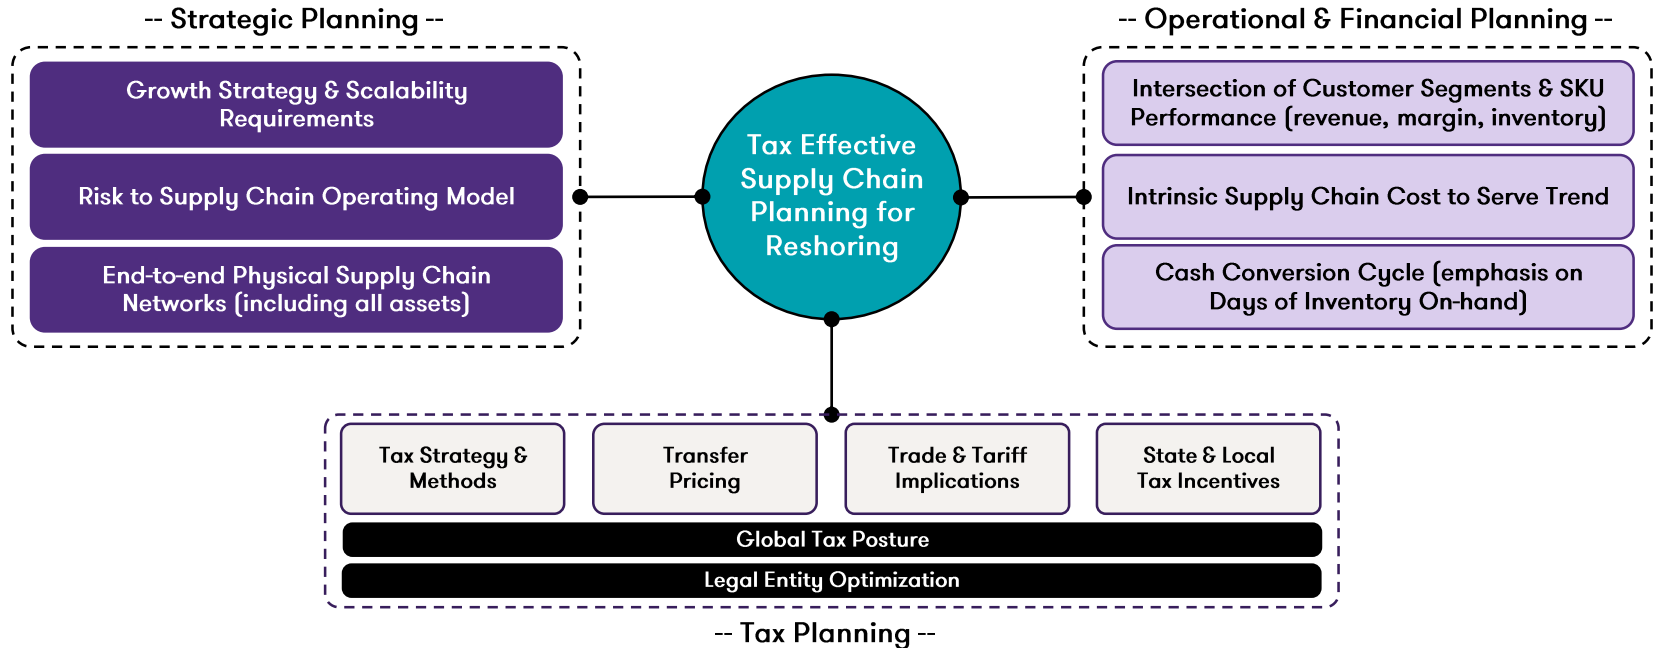 -- Strategic Planning --
Growth Strategy & Scalability
Requirements
Risk to Supply Chain Operating Model
End-to-end Physical Supply Chain
Networks (including all assets)
Tax Effective
Supply Chain
Planning for
Reshoring
-- Operational & Financial Planning --
Intersection of Customer Segments & SKU
Performance (revenue, margin, inventory)
Intrinsic Supply Chain Cost to Serve Trend
Cash Conversion Cycle (emphasis on
Days of Inventory On-hand)
Tax Strategy &
Methods
Transfer
Pricing
Trade & Tariff
Implications
State & Local
Tax Incentives
Global Tax Posture
Legal Entity Optimization
-- Tax Planning --